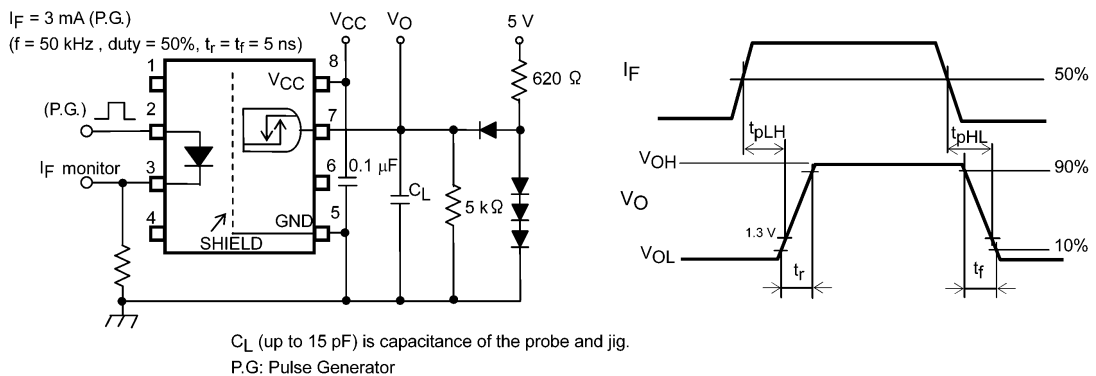 IF = 3 mA (P.G.)
(f = 50 kHz , duty = 50%, tr = tf = 5 ns)
VCC
VO
5 V
1
8
VCC
620 Ω
(P.G.)
2
7
IF monitor
3
6
0.1 μF
CL
5 kΩ
4
GND
5
SHIELD
CL (up to 15 pF) is capacitance of the probe and jig.
P.G: Pulse Generator
IF
50%
tpLH
tpHL
VOH
90%
VO
1.3 V
VOL
10%
tr
tf